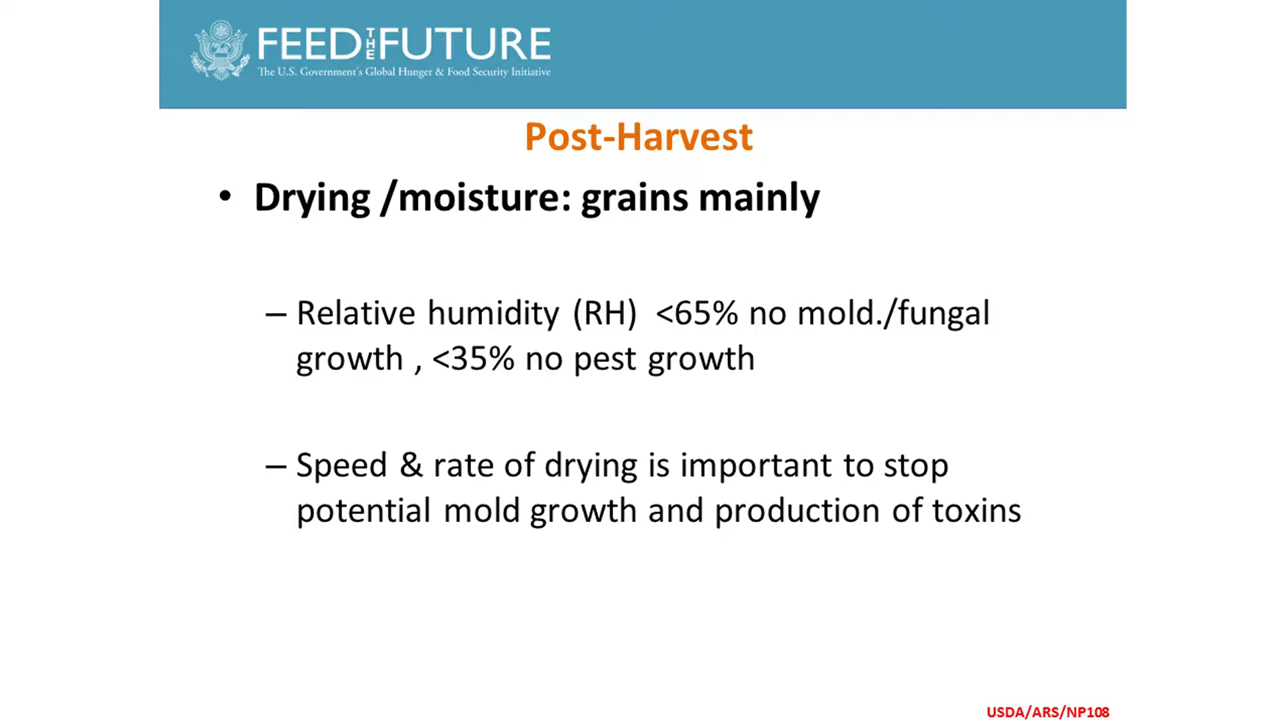 FEED THE FUTURE
The U.S. Government's Global Hunger & Food Security Initiative
Post-Harvest
• Drying /moisture: grains mainly
– Relative humidity (RH)  <65% no mold./fungal
growth , <35% no pest growth
– Speed & rate of drying is important to stop
potential mold growth and production of toxins
USDA/ARS/NP108